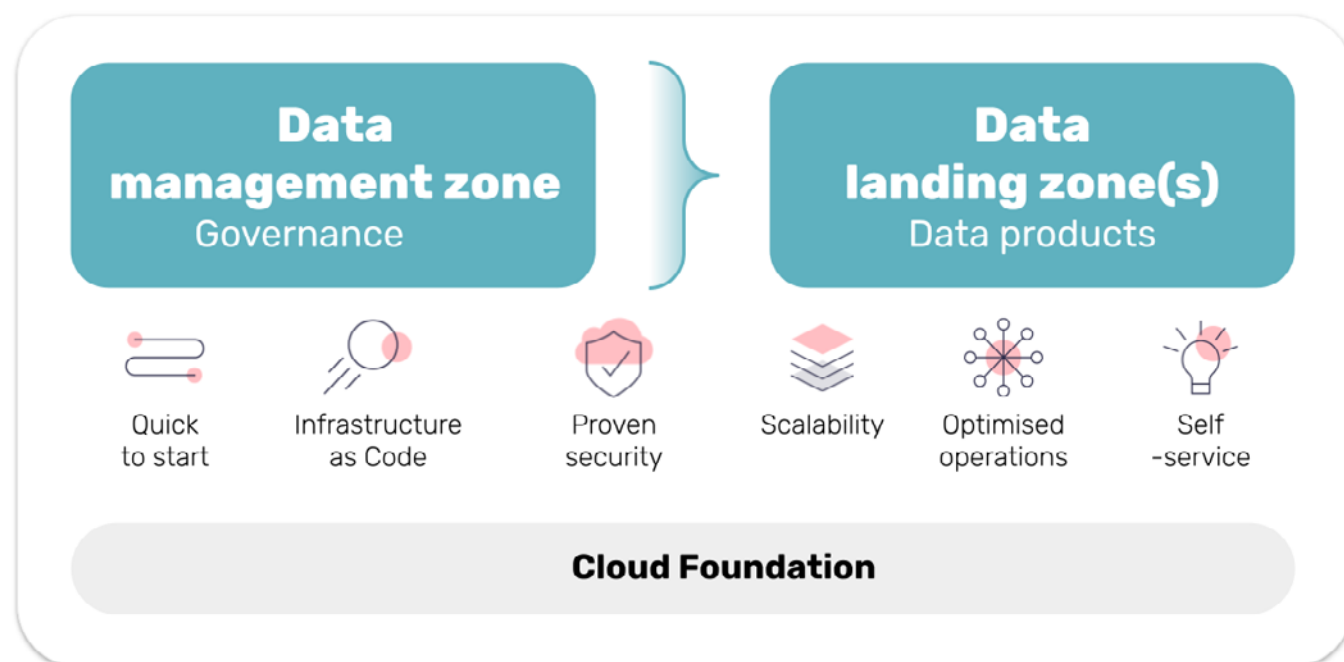 Data
management zone
Governance
Data
landing zone(s)
Data products
Quick
to start
Infrastructure
as Code
Proven
security
Scalability
Optimised
operations
Self
-service
Cloud Foundation